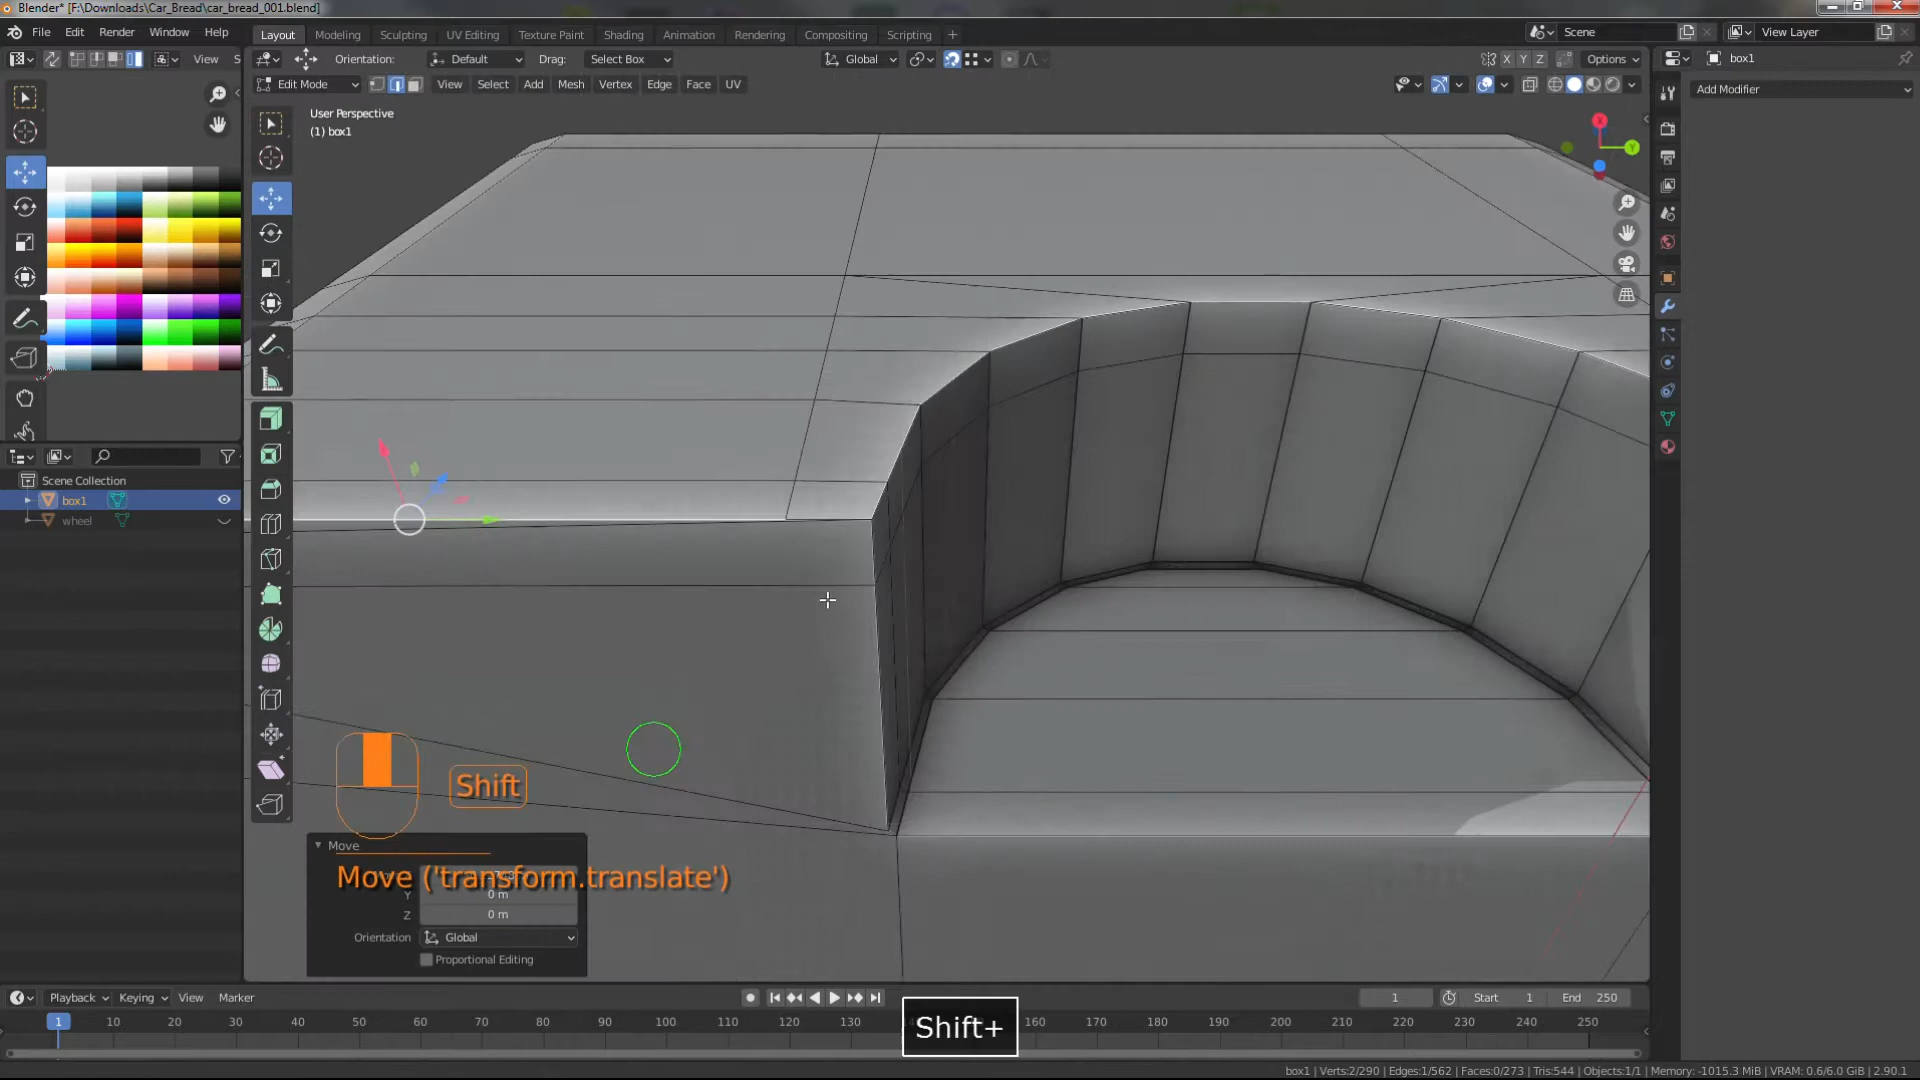 Blender* [F:\Downloads\Car_Bread\car_bread_001.blend]
File Edit Render Window Help
Layout Modeling Sculpting UV Editing Texture Paint Shading Animation Rendering Compositing Scripting +
Scene
View Layer
View S
Orientation: Default Drag: Select Box
Global
X Y Z Options
box1
Edit Mode View Select Add Mesh Vertex Edge Face UV
Add Modifier
User Perspective
(1) box1
X
Y
Scene Collection
box1
wheel
Shift
Move
Move ('transform.translate')
Y 0 m
Z 0 m
Orientation Global
Proportional Editing
Playback Keying View Marker
1 Start 1 End 250
1 10 20 30 40 50 60 70 80 90 100 110 120 130 160 170 180 190 200 210 220 230 240 250
Shift+
box1 | Verts:2/290 | Edges:1/562 | Faces:0/273 | Tris:544 | Objects:1/1 | Memory: -1015.3 MiB | VRAM: 0.6/6.0 GiB | 2.90.1